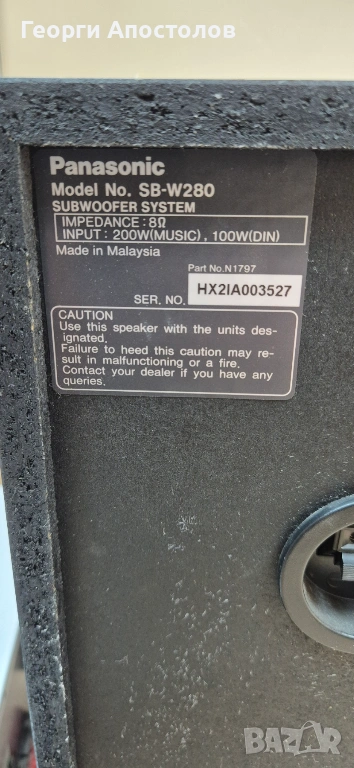 Георги Апостолов
Panasonic
Model No. SB-W280
SUBWOOFER SYSTEM
IMPEDANCE: 8Ω
INPUT: 200W(MUSIC), 100W(DIN)
Made in Malaysia
Part No.N1797
SER. NO. HX2IA003527
CAUTION
Use this speaker with the units des-
ignated.
Failure to heed this caution may re-
sult in malfunctioning or a fire.
Contact your dealer if you have any
queries.
BAZAR